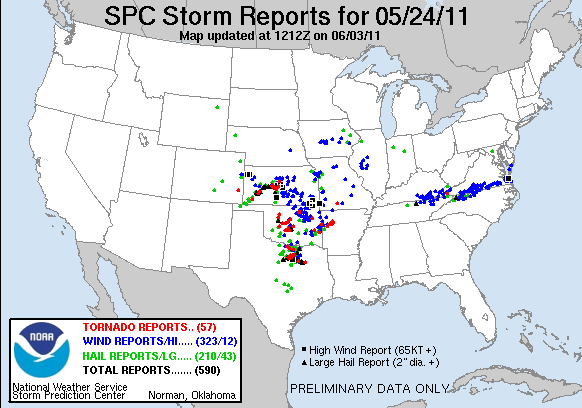 SPC Storm Reports for 05/24/11
Map updated at 1212Z on 06/03/11
TORNADO REPORTS.. (57)
WIND REPORTS/HI..... (323/12)
HAIL REPORTS/LG..... (210/43)
TOTAL REPORTS....... (590)
NOAA
National Weather Service
Storm Prediction Center Norman, Oklahoma
High Wind Report (65KT +)
Large Hail Report (2" dia. +)
PRELIMINARY DATA ONLY